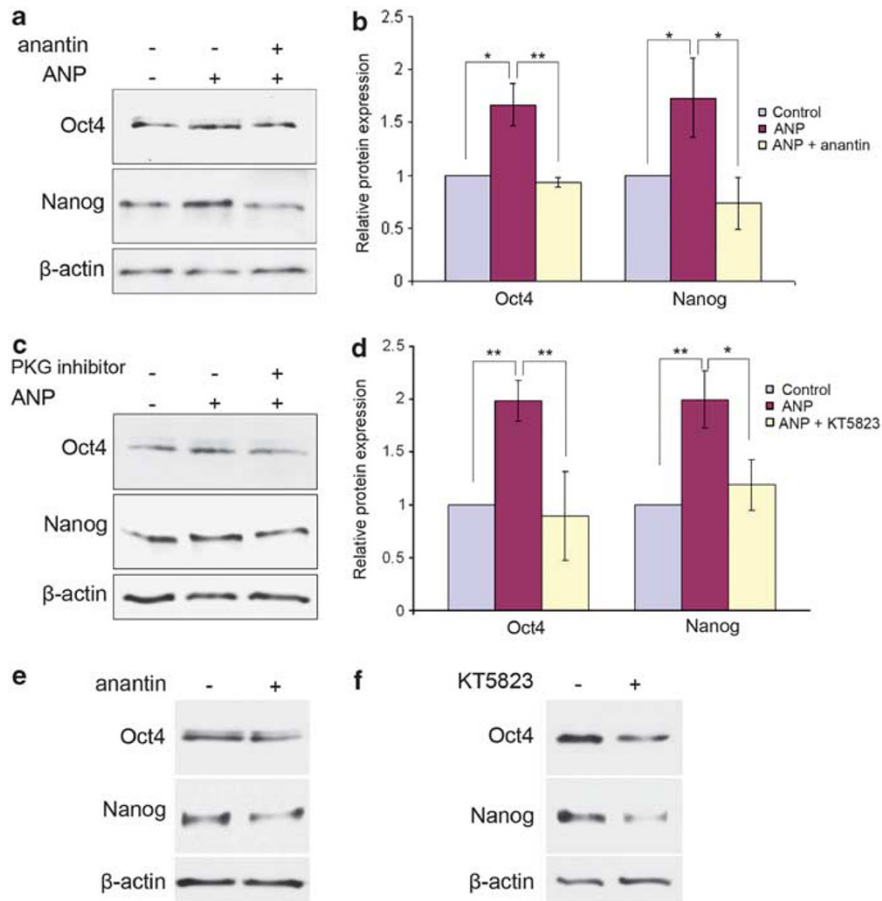 a
anantin - - +
ANP - + +
Oct4
Nanog
β-actin
b
Relative protein expression
2.5
2
1.5
1
0.5
0
* ** * *
Control
ANP
ANP + anantin
Oct4 Nanog
c
PKG inhibitor - - +
ANP - + +
Oct4
Nanog
β-actin
d
Relative protein expression
2.5
2
1.5
1
0.5
0
** ** ** *
Control
ANP
ANP + KT5823
Oct4 Nanog
e
anantin - +
Oct4
Nanog
β-actin
f
KT5823 - +
Oct4
Nanog
β-actin